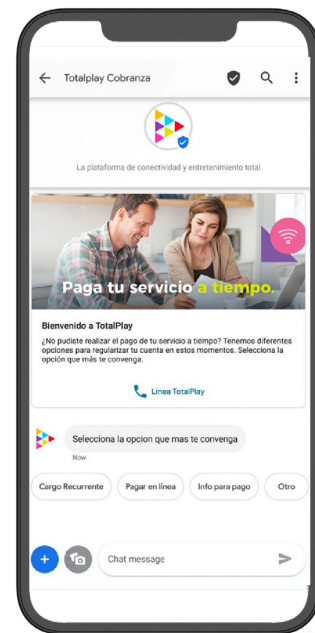 Totalplay Cobranza
La plataforma de conectividad y entretenimiento total
Paga tu servicio a tiempo.
Bienvenido a TotalPlay
¿No pudiste realizar el pago de tu servicio a tiempo? Tenemos diferentes
opciones para regularizar tu cuenta en estos momentos. Selecciona la
opción que más te convenga.
Línea TotalPlay
Selecciona la opcion que mas te convenga
Now
Cargo Recurrente
Pagar en línea
Info para pago
Otro
Chat message